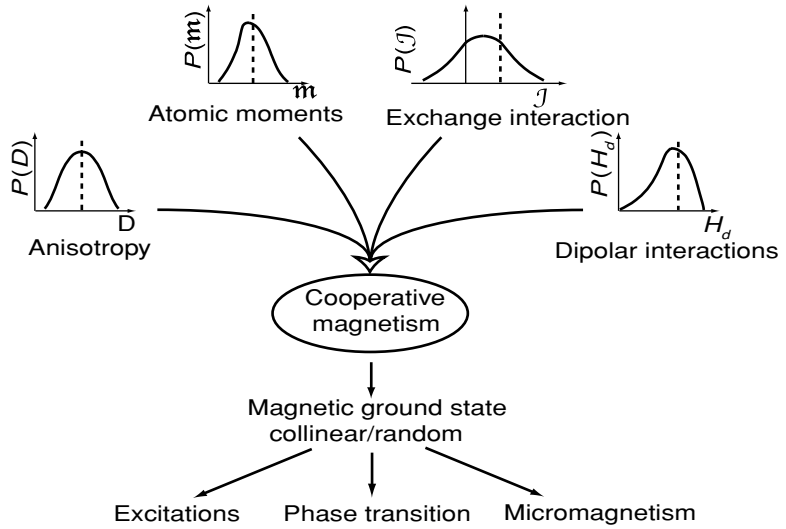 P(𝔪)
𝔪
Atomic moments
P(𝒥)
𝒥
Exchange interaction
P(D)
D
Anisotropy
P(H_d)
H_d
Dipolar interactions
Cooperative
magnetism
Magnetic ground state
collinear/random
Excitations
Phase transition
Micromagnetism